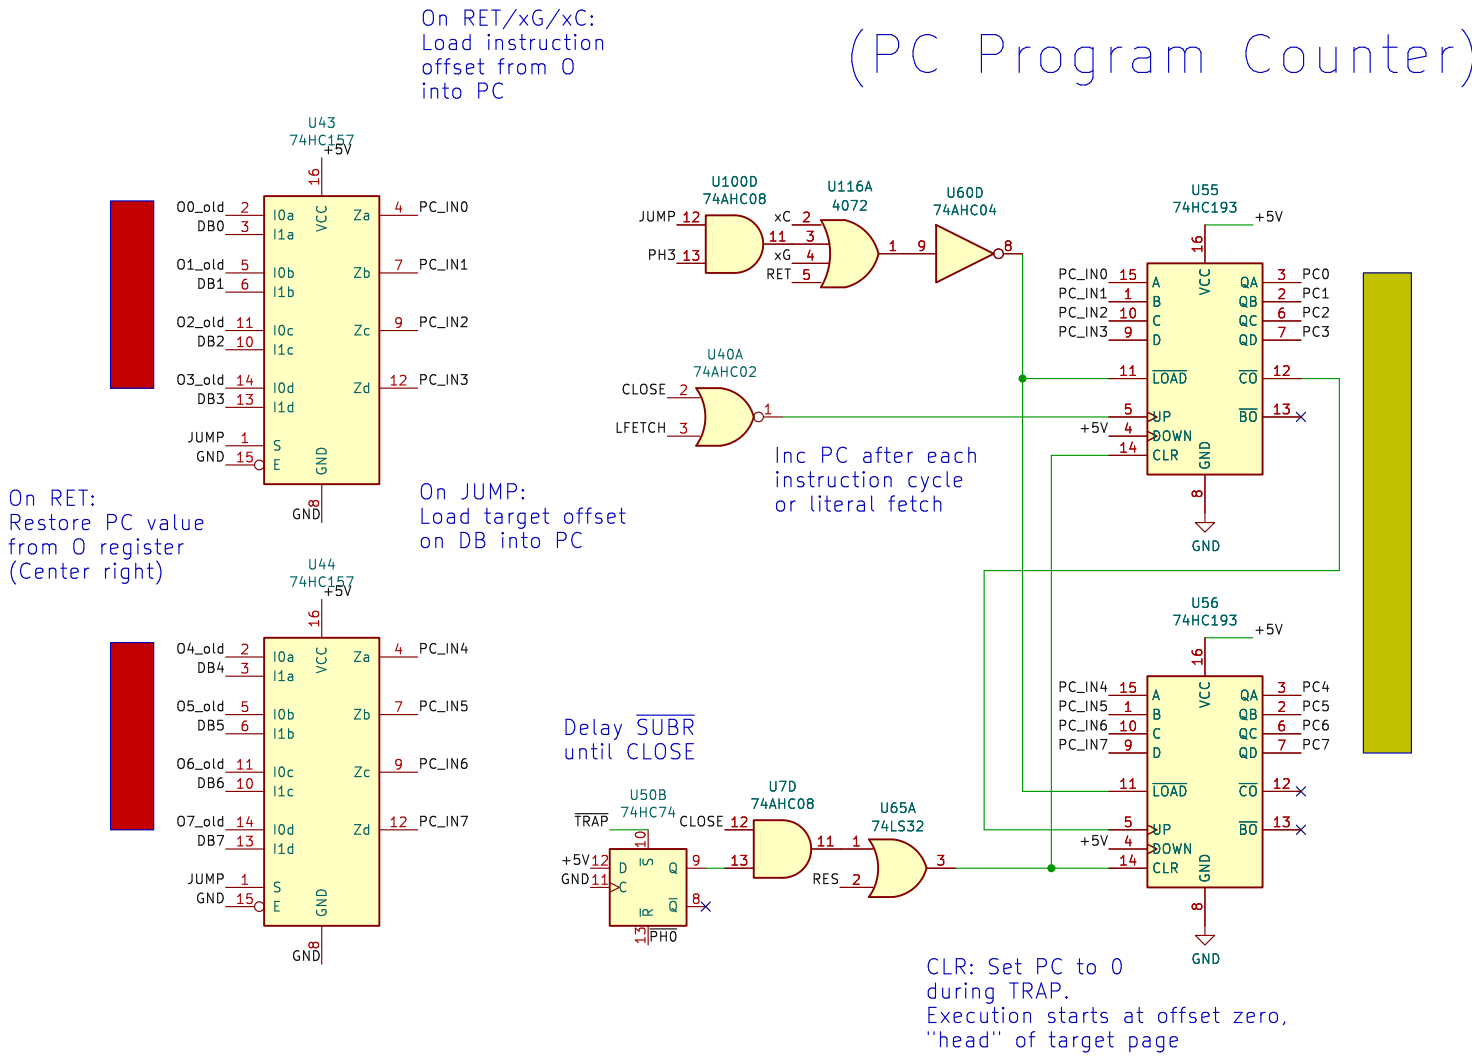 On RET/xG/xC:
Load instruction
offset from O
into PC
(PC Program Counter)
U43
74HC157
+5V
16
VCC
O0_old 2 I0a Za 4 PC_IN0
DB0 3 I1a
O1_old 5 I0b Zb 7 PC_IN1
DB1 6 I1b
O2_old 11 I0c Zc 9 PC_IN2
DB2 10 I1c
O3_old 14 I0d Zd 12 PC_IN3
DB3 13 I1d
JUMP 1 S
GND 15 E
GND
8
GND
U100D
74AHC08
JUMP 12
PH3 13
11
U116A
4072
xC 2
3
xG 4
RET 5
1
U60D
74AHC04
9
8
U55
74HC193
+5V
16
VCC
PC_IN0 15 A QA 3 PC0
PC_IN1 1 B QB 2 PC1
PC_IN2 10 C QC 6 PC2
PC_IN3 9 D QD 7 PC3
11 LOAD CO 12
5 UP BO 13
+5V 4 DOWN
14 CLR
GND
8
GND
U40A
74AHC02
CLOSE 2
LFETCH 3
1
Inc PC after each
instruction cycle
or literal fetch
On RET:
Restore PC value
from O register
(Center right)
On JUMP:
Load target offset
on DB into PC
U44
74HC157
+5V
16
VCC
O4_old 2 I0a Za 4 PC_IN4
DB4 3 I1a
O5_old 5 I0b Zb 7 PC_IN5
DB5 6 I1b
O6_old 11 I0c Zc 9 PC_IN6
DB6 10 I1c
O7_old 14 I0d Zd 12 PC_IN7
DB7 13 I1d
JUMP 1 S
GND 15 E
GND
8
GND
Delay SUBR
until CLOSE
U50B
74HC74
TRAP
10
+5V 12 D S Q 9
GND 11 C
Q 8
R
13
PH0
U7D
74AHC08
CLOSE 12
13
11
U65A
74LS32
1
RES 2
3
U56
74HC193
+5V
16
VCC
PC_IN4 15 A QA 3 PC4
PC_IN5 1 B QB 2 PC5
PC_IN6 10 C QC 6 PC6
PC_IN7 9 D QD 7 PC7
11 LOAD CO 12
5 UP BO 13
+5V 4 DOWN
14 CLR
GND
8
GND
CLR: Set PC to 0
during TRAP.
Execution starts at offset zero,
"head" of target page